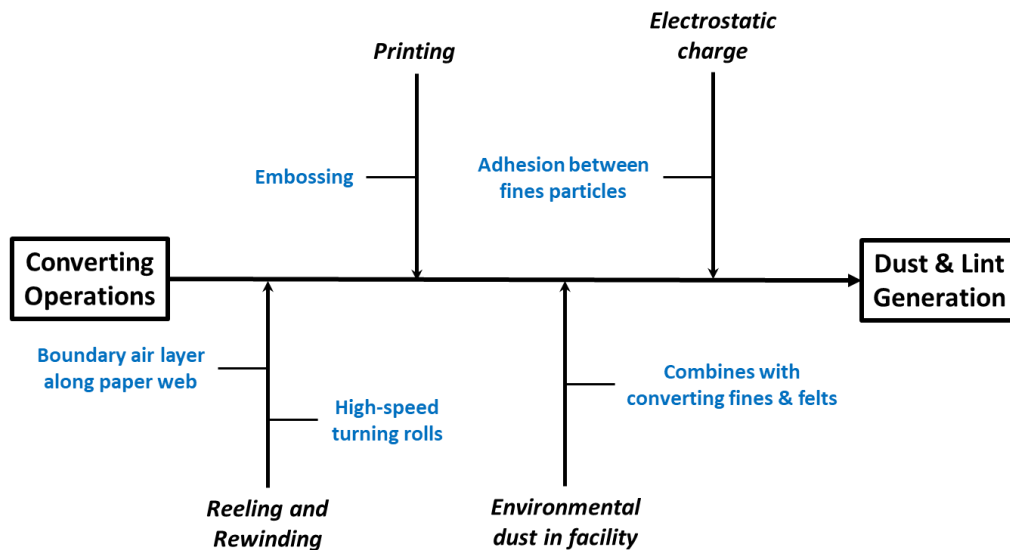 Printing
Electrostatic
charge
Embossing
Adhesion between
fines particles
Converting
Operations
Dust & Lint
Generation
Boundary air layer
along paper web
High-speed
turning rolls
Combines with
converting fines & felts
Reeling and
Rewinding
Environmental
dust in facility